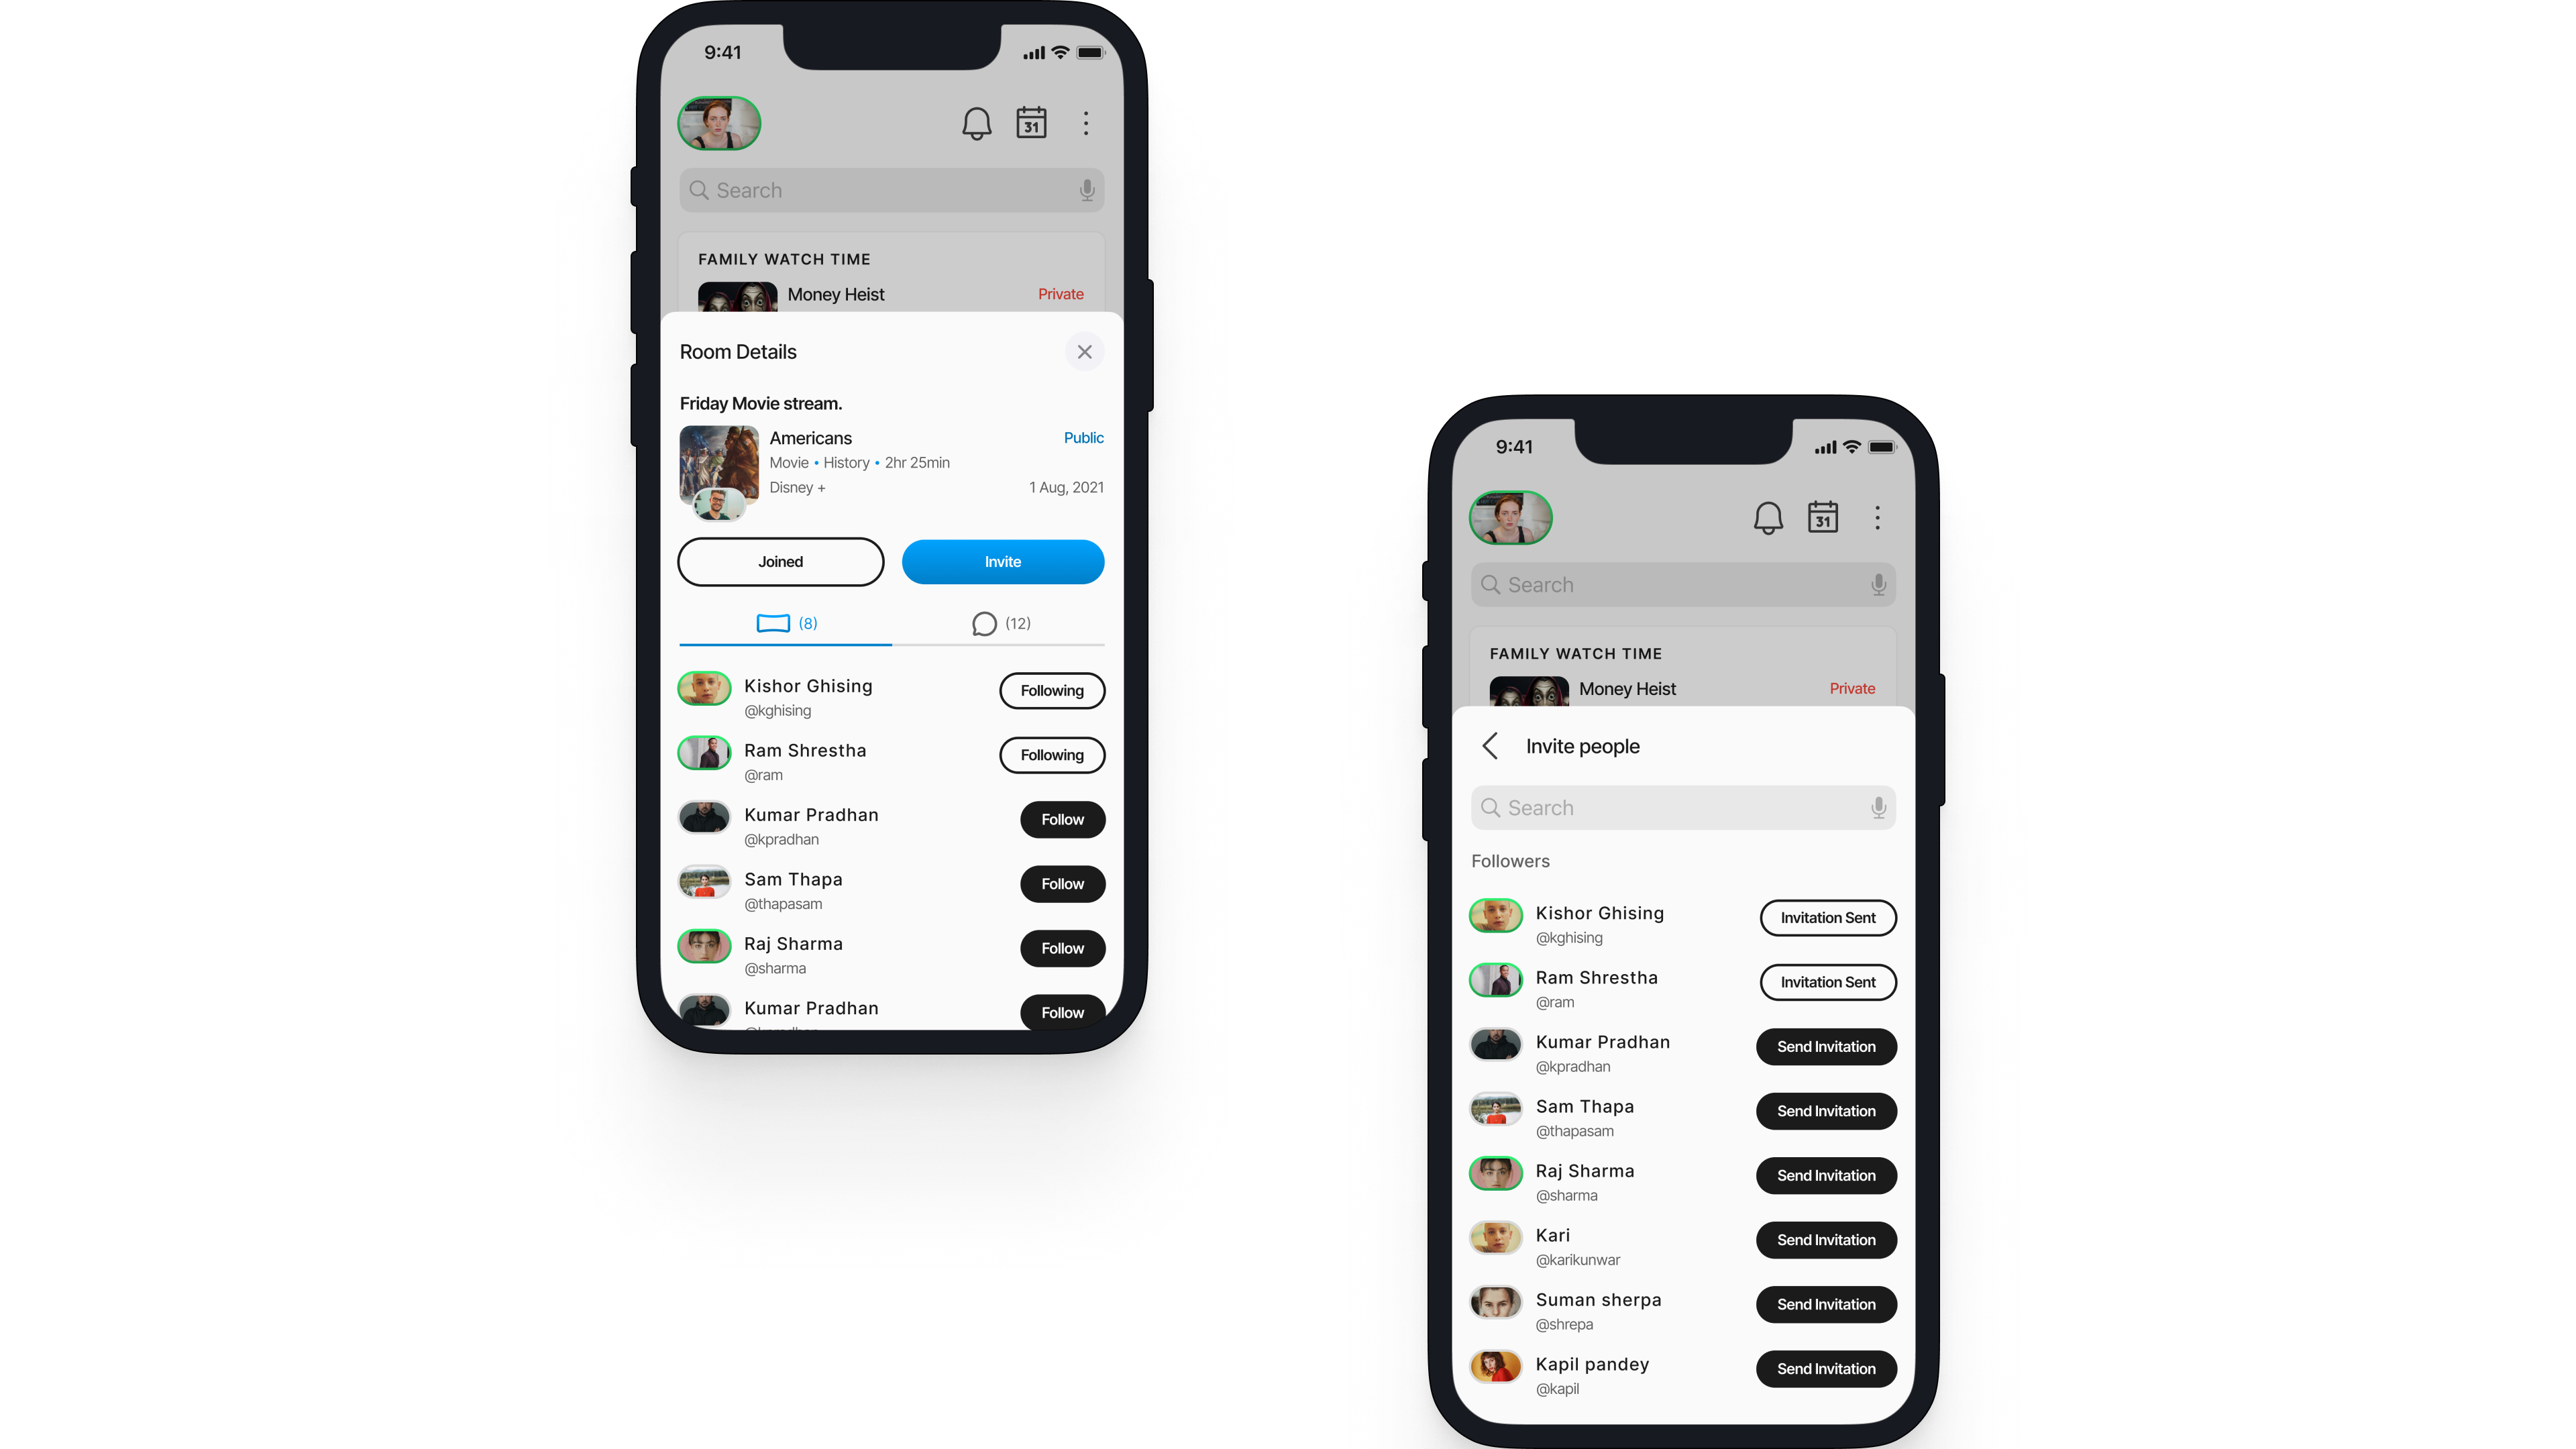 9:41
31
Search
FAMILY WATCH TIME
Money Heist
Private
Room Details
Friday Movie stream.
Americans
Public
Movie • History • 2hr 25min
Disney +
1 Aug, 2021
Joined
Invite
(8)
(12)
Kishor Ghising
Following
@kghising
Ram Shrestha
Following
@ram
Kumar Pradhan
Follow
@kpradhan
Sam Thapa
Follow
@thapasam
Raj Sharma
Follow
@sharma
Kumar Pradhan
Follow
9:41
31
Search
FAMILY WATCH TIME
Money Heist
Private
Invite people
Search
Followers
Kishor Ghising
Invitation Sent
@kghising
Ram Shrestha
Invitation Sent
@ram
Kumar Pradhan
Send Invitation
@kpradhan
Sam Thapa
Send Invitation
@thapasam
Raj Sharma
Send Invitation
@sharma
Kari
Send Invitation
@karikunwar
Suman sherpa
Send Invitation
@shrepa
Kapil pandey
Send Invitation
@kapil